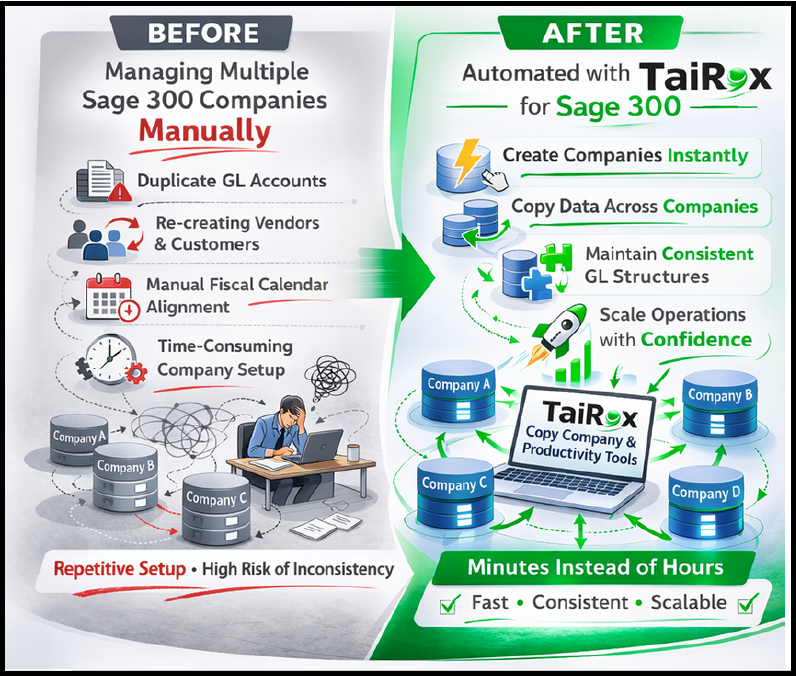 BEFORE
Managing Multiple
Sage 300 Companies
Manually
Duplicate GL Accounts
Re-creating Vendors
& Customers
Manual Fiscal Calendar
Alignment
Time-Consuming
Company Setup
Company A
Company B
Company C
Repetitive Setup • High Risk of Inconsistency
AFTER
Automated with TaiRox
for Sage 300
Create Companies Instantly
Copy Data Across Companies
Maintain Consistent
GL Structures
Scale Operations
with Confidence
Company A
Company B
TaiRox
Copy Company &
Productivity Tools
Company C
Company D
Minutes Instead of Hours
Fast • Consistent • Scalable